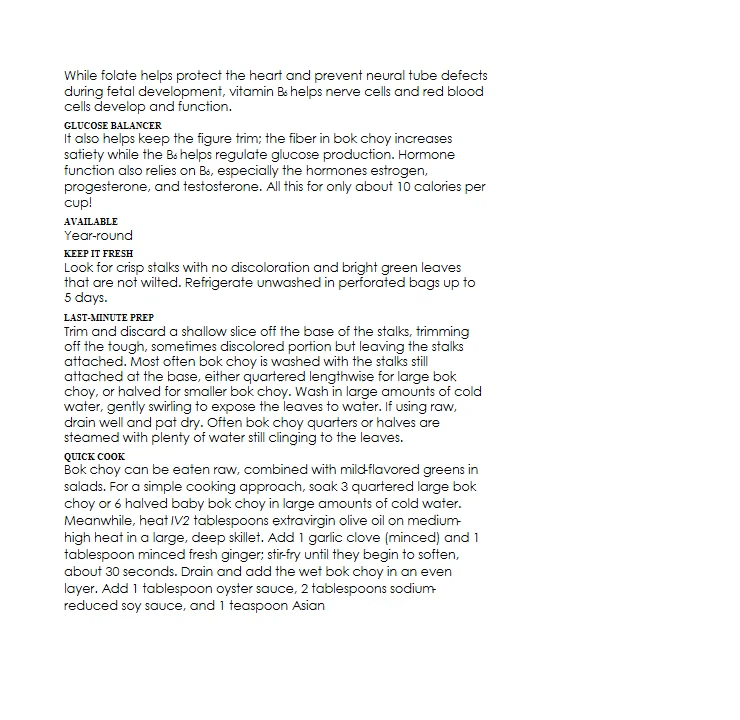 While folate helps protect the heart and prevent neural tube defects
during fetal development, vitamin B₆ helps nerve cells and red blood
cells develop and function.
GLUCOSE BALANCER
It also helps keep the figure trim; the fiber in bok choy increases
satiety while the B₆ helps regulate glucose production. Hormone
function also relies on B₆, especially the hormones estrogen,
progesterone, and testosterone. All this for only about 10 calories per
cup!
AVAILABLE
Year-round
KEEP IT FRESH
Look for crisp stalks with no discoloration and bright green leaves
that are not wilted. Refrigerate unwashed in perforated bags up to
5 days.
LAST-MINUTE PREP
Trim and discard a shallow slice off the base of the stalks, trimming
off the tough, sometimes discolored portion but leaving the stalks
attached. Most often bok choy is washed with the stalks still
attached at the base, either quartered lengthwise for large bok
choy, or halved for smaller bok choy. Wash in large amounts of cold
water, gently swirling to expose the leaves to water. If using raw,
drain well and pat dry. Often bok choy quarters or halves are
steamed with plenty of water still clinging to the leaves.
QUICK COOK
Bok choy can be eaten raw, combined with mild-flavored greens in
salads. For a simple cooking approach, soak 3 quartered large bok
choy or 6 halved baby bok choy in large amounts of cold water.
Meanwhile, heat IV2 tablespoons extravirgin olive oil on medium-
high heat in a large, deep skillet. Add 1 garlic clove (minced) and 1
tablespoon minced fresh ginger; stir-fry until they begin to soften,
about 30 seconds. Drain and add the wet bok choy in an even
layer. Add 1 tablespoon oyster sauce, 2 tablespoons sodium-
reduced soy sauce, and 1 teaspoon Asian